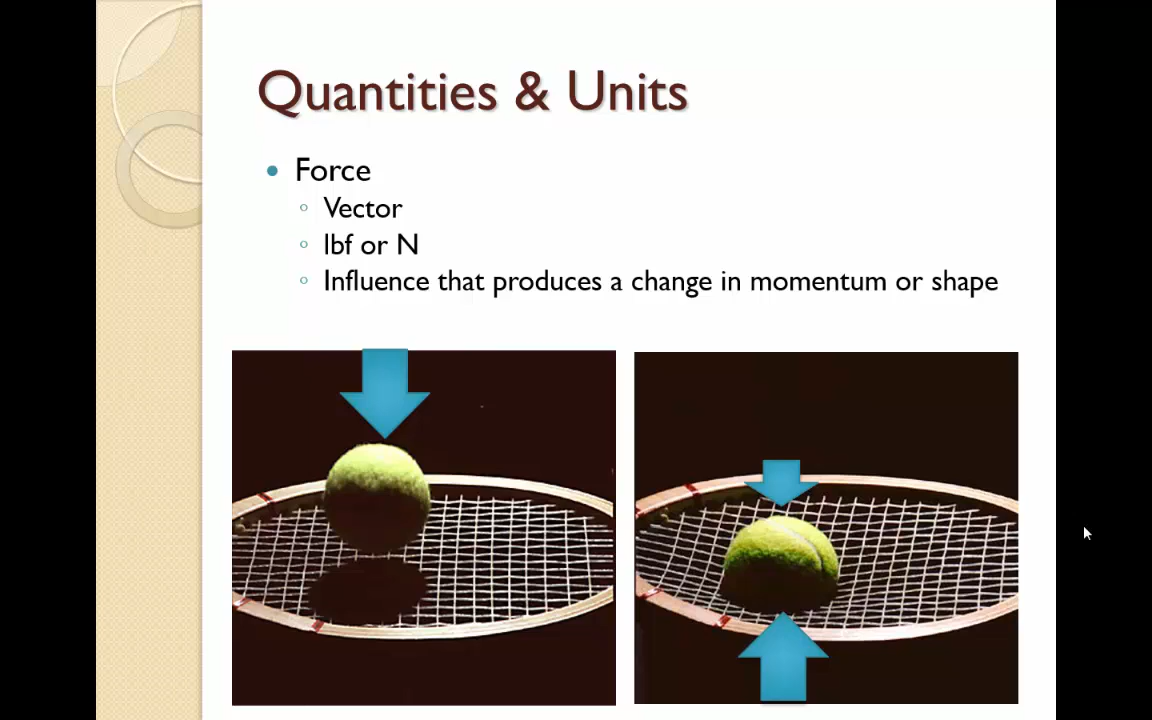 Quantities & Units
Force
Vector
lbf or N
Influence that produces a change in momentum or shape